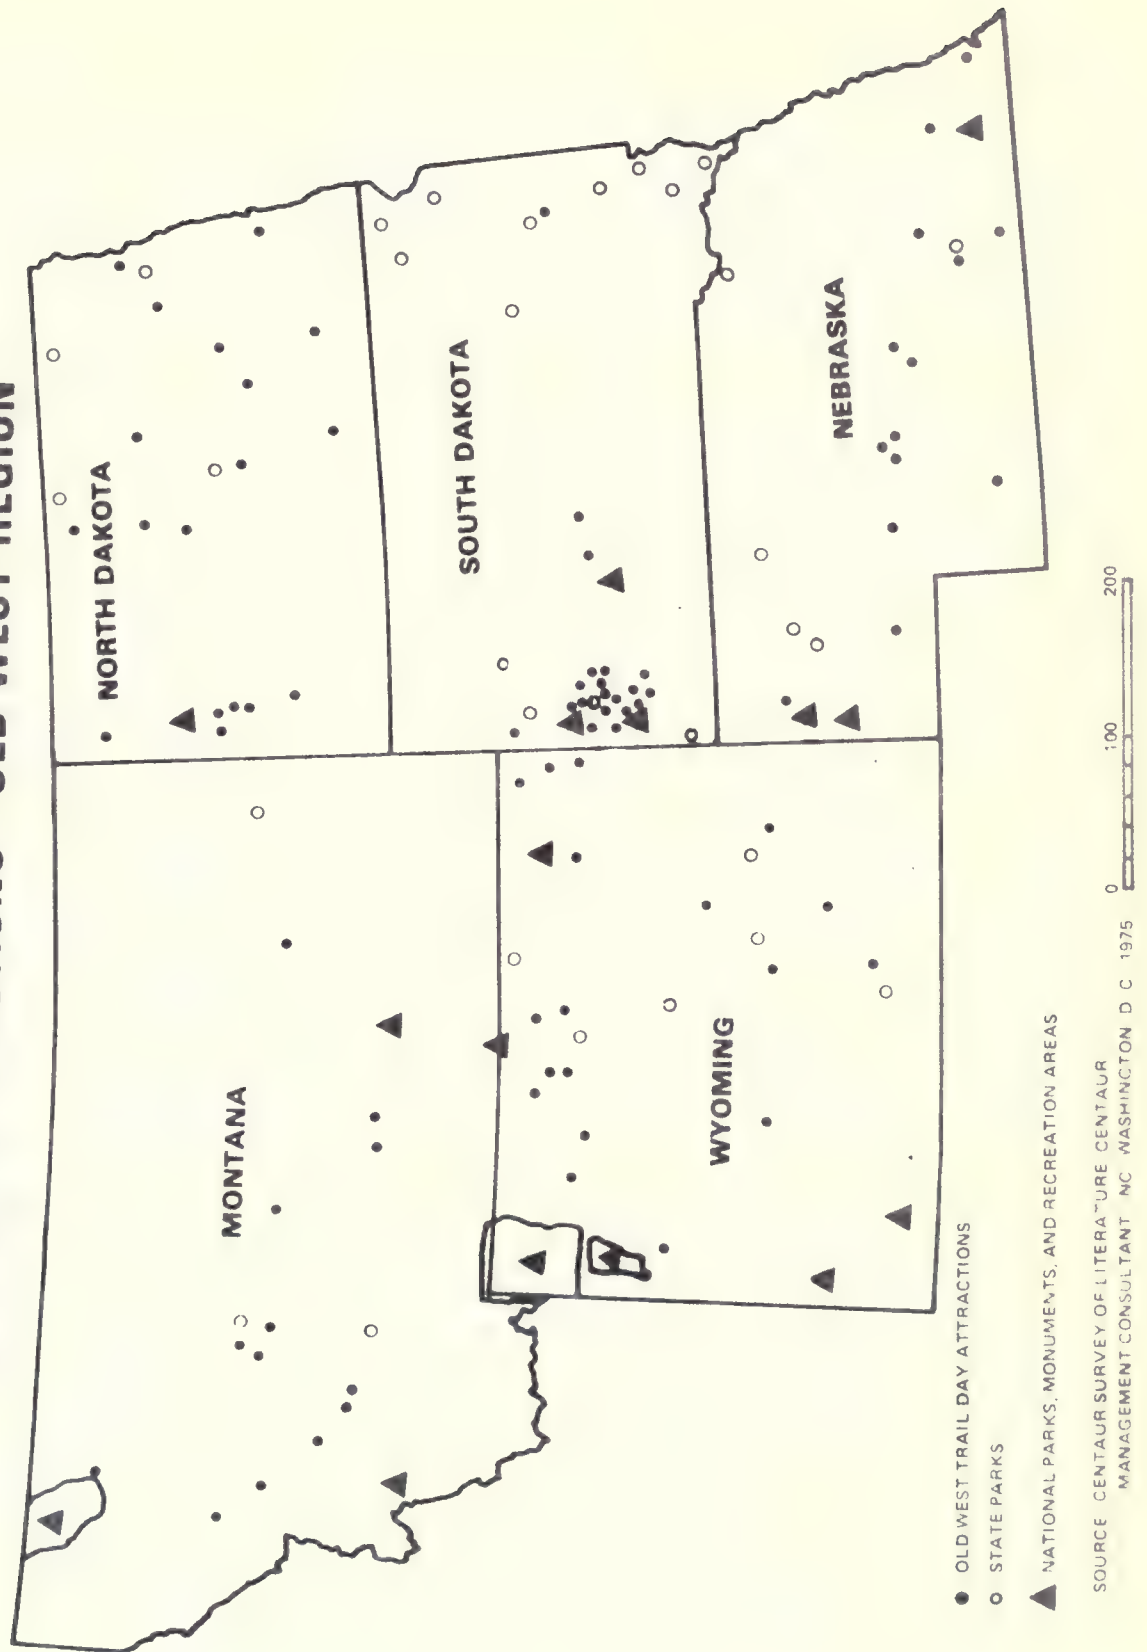 OLD WEST REGION
MONTANA
NORTH DAKOTA
SOUTH DAKOTA
WYOMING
NEBRASKA
OLD WEST TRAIL DAY ATTRACTIONS
STATE PARKS
NATIONAL PARKS, MONUMENTS, AND RECREATION AREAS
0 100 200
SOURCE CENTAUR SURVEY OF LITERATURE CENTAUR
MANAGEMENT CONSULTANT NC WASHINGTON D C 1975